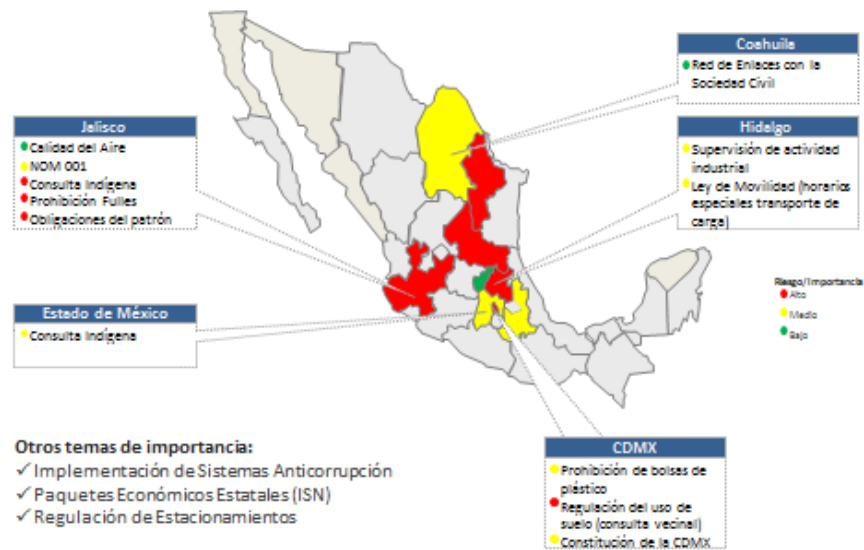 Coahuila
Red de Enlaces con la
Sociedad Civil
Jalisco
Calidad del Aire
NOM 001
Consulta Indígena
Prohibición Fulles
Obligaciones del patrón
Hidalgo
Supervisión de actividad
industrial
Ley de Movilidad (horarios
especiales transporte de
carga)
Riesgo/Importancia
Alto
Medio
Bajo
Estado de México
Consulta Indígena
CDMX
Prohibición de bolsas de
plástico
Regulación del uso de
suelo (consulta vecinal)
Constitución de la CDMX
Otros temas de importancia:
✓ Implementación de Sistemas Anticorrupción
✓ Paquetes Económicos Estatales (ISN)
✓ Regulación de Estacionamientos